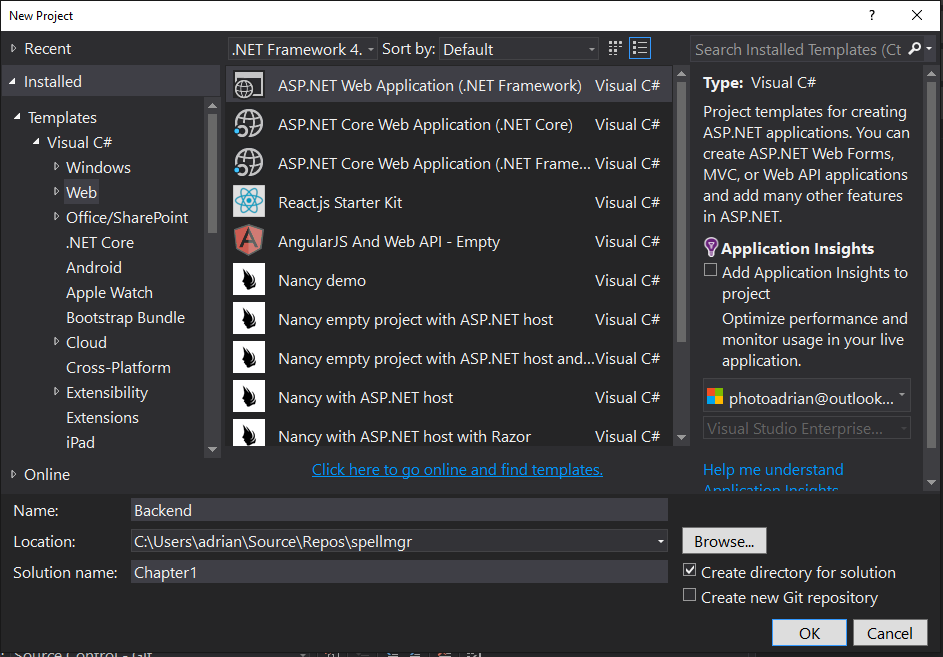 New Project
?
Recent
.NET Framework 4.
Sort by:
Default
Search Installed Templates (Ct
Installed
Templates
Visual C#
Windows
Web
Office/SharePoint
.NET Core
Android
Apple Watch
Bootstrap Bundle
Cloud
Cross-Platform
Extensibility
Extensions
iPad
Online
ASP.NET Web Application (.NET Framework) Visual C#
ASP.NET Core Web Application (.NET Core) Visual C#
ASP.NET Core Web Application (.NET Frame... Visual C#
React.js Starter Kit Visual C#
AngularJS And Web API - Empty Visual C#
Nancy demo Visual C#
Nancy empty project with ASP.NET host Visual C#
Nancy empty project with ASP.NET host and... Visual C#
Nancy with ASP.NET host Visual C#
Nancy with ASP.NET host with Razor Visual C#
Click here to go online and find templates.
Type: Visual C#
Project templates for creating
ASP.NET applications. You can
create ASP.NET Web Forms,
MVC, or Web API applications
and add many other features
in ASP.NET.
Application Insights
Add Application Insights to
project
Optimize performance and
monitor usage in your live
application.
photoadrian@outlook...
Visual Studio Enterprise...
Help me understand
Application Insights
Name: Backend
Location: C:\Users\adrian\Source\Repos\spellmgr
Browse...
Solution name: Chapter1
Create directory for solution
Create new Git repository
OK
Cancel